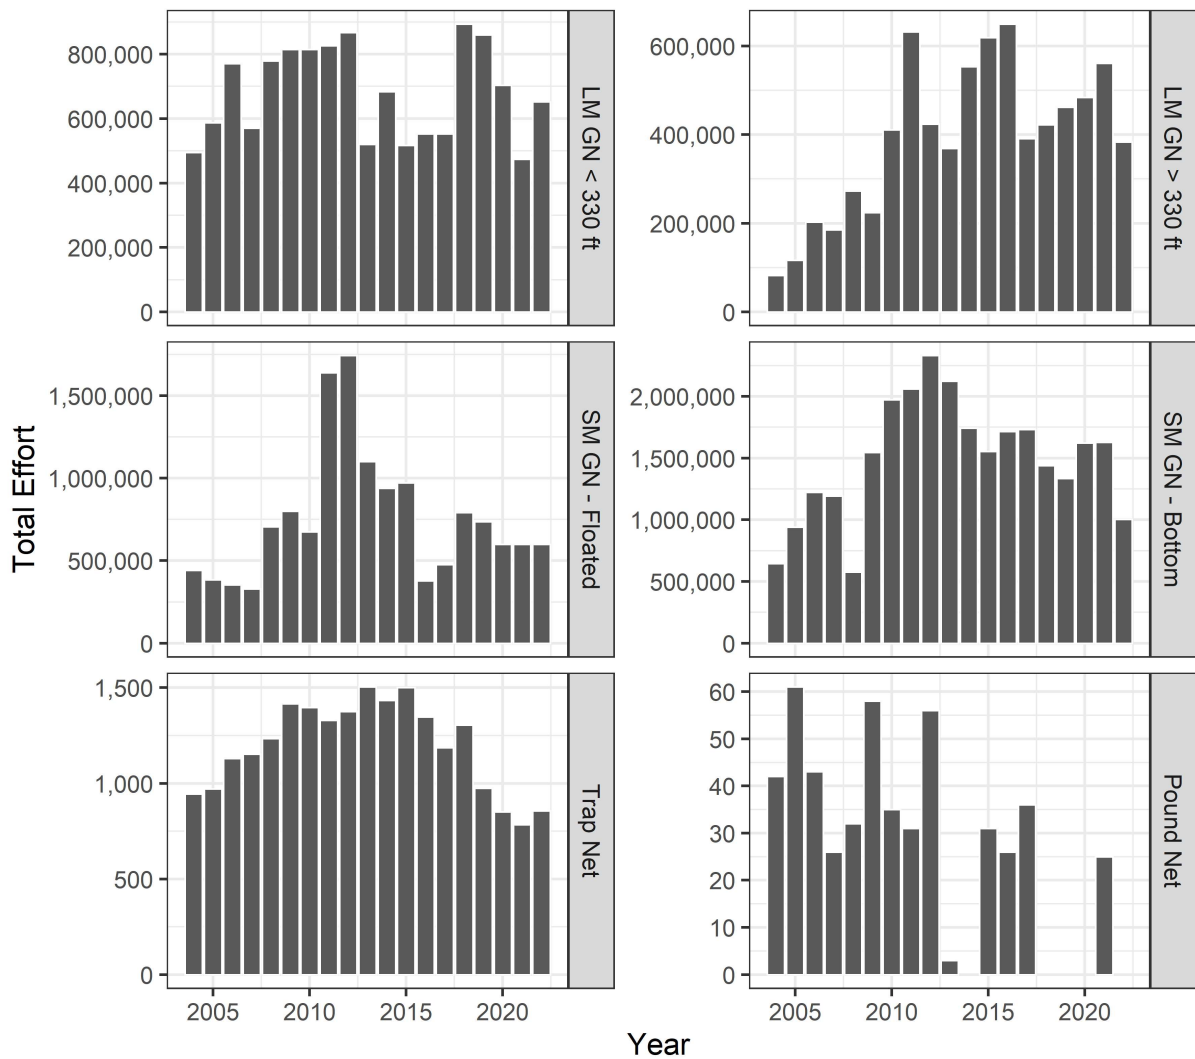 800,000
600,000
400,000
200,000
0
LM GN < 330 ft
600,000
400,000
200,000
0
LM GN > 330 ft
Total Effort
1,500,000
1,000,000
500,000
0
SM GN - Floated
2,000,000
1,500,000
1,000,000
500,000
0
SM GN - Bottom
1,500
1,000
500
0
Trap Net
60
50
40
30
20
10
0
Pound Net
2005 2010 2015 2020
2005 2010 2015 2020
Year